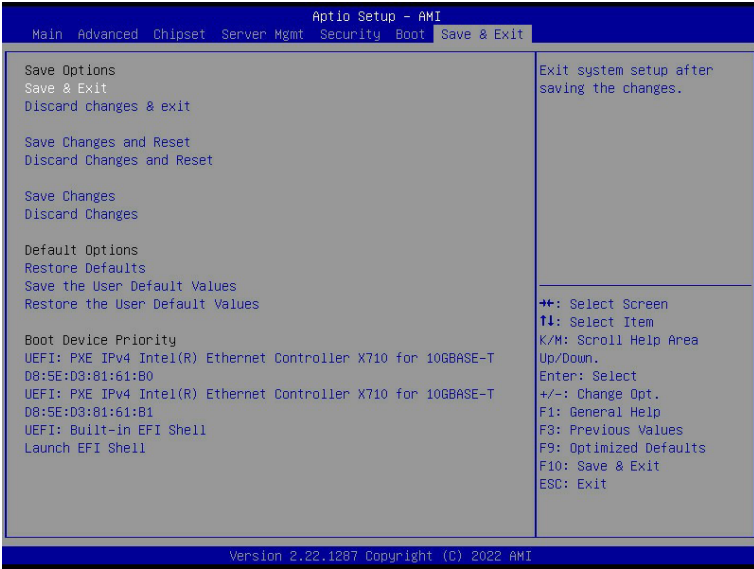 Aptio Setup - AMI
Main Advanced Chipset Server Mgmt Security Boot Save & Exit
Save Options
Save & Exit
Discard changes & exit
Save Changes and Reset
Discard Changes and Reset
Save Changes
Discard Changes
Default Options
Restore Defaults
Save the User Default Values
Restore the User Default Values
Boot Device Priority
UEFI: PXE IPv4 Intel(R) Ethernet Controller X710 for 10GBASE-T
D8:5E:D3:81:61:B0
UEFI: PXE IPv4 Intel(R) Ethernet Controller X710 for 10GBASE-T
D8:5E:D3:81:61:B1
UEFI: Built-in EFI Shell
Launch EFI Shell
Exit system setup after
saving the changes.
→←: Select Screen
↑↓: Select Item
K/M: Scroll Help Area
Up/Down.
Enter: Select
+/-: Change Opt.
F1: General Help
F3: Previous Values
F9: Optimized Defaults
F10: Save & Exit
ESC: Exit
Version 2.22.1287 Copyright (C) 2022 AMI